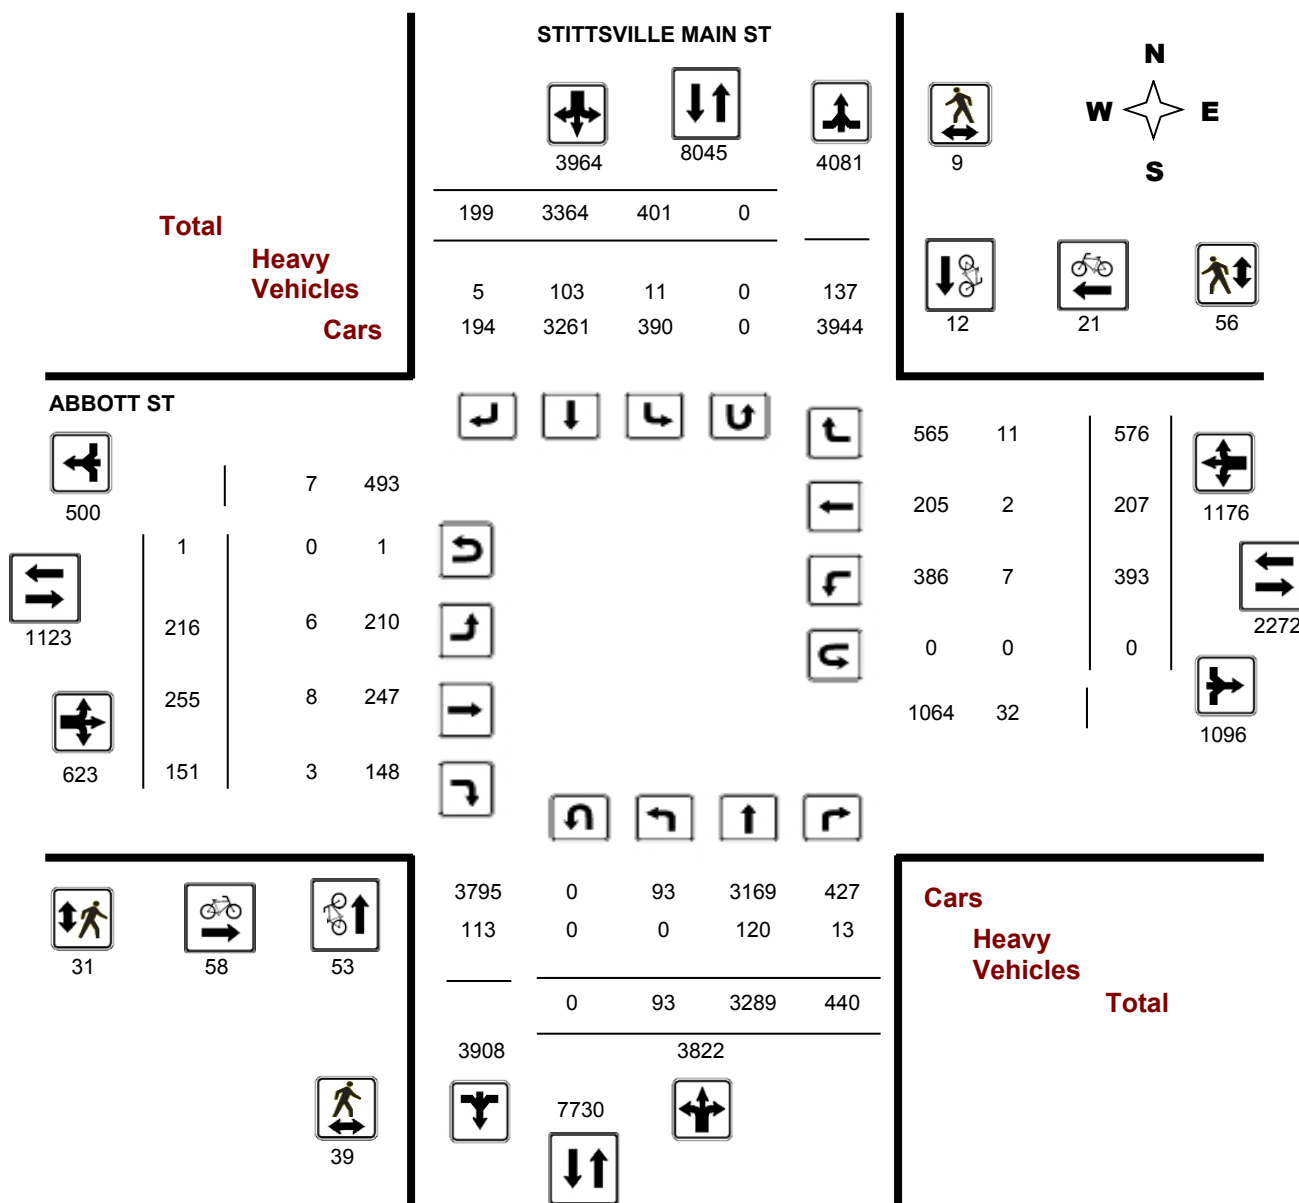 STITTSVILLE MAIN ST
N
W E
S
3964 8045 4081 9
Total 199 3364 401 0
Heavy
Vehicles 5 103 11 0 137
Cars 194 3261 390 0 3944
12 21 56
ABBOTT ST
565 11 576
7 493
500
205 2 207 1176
1 0 1
386 7 393
1123 216 6 210 2272
0 0 0
255 8 247
1064 32 1096
623 151 3 148
3795 0 93 3169 427 Cars
113 0 0 120 13 Heavy
Vehicles
31 58 53
0 93 3289 440 Total
3908 3822
7730
39